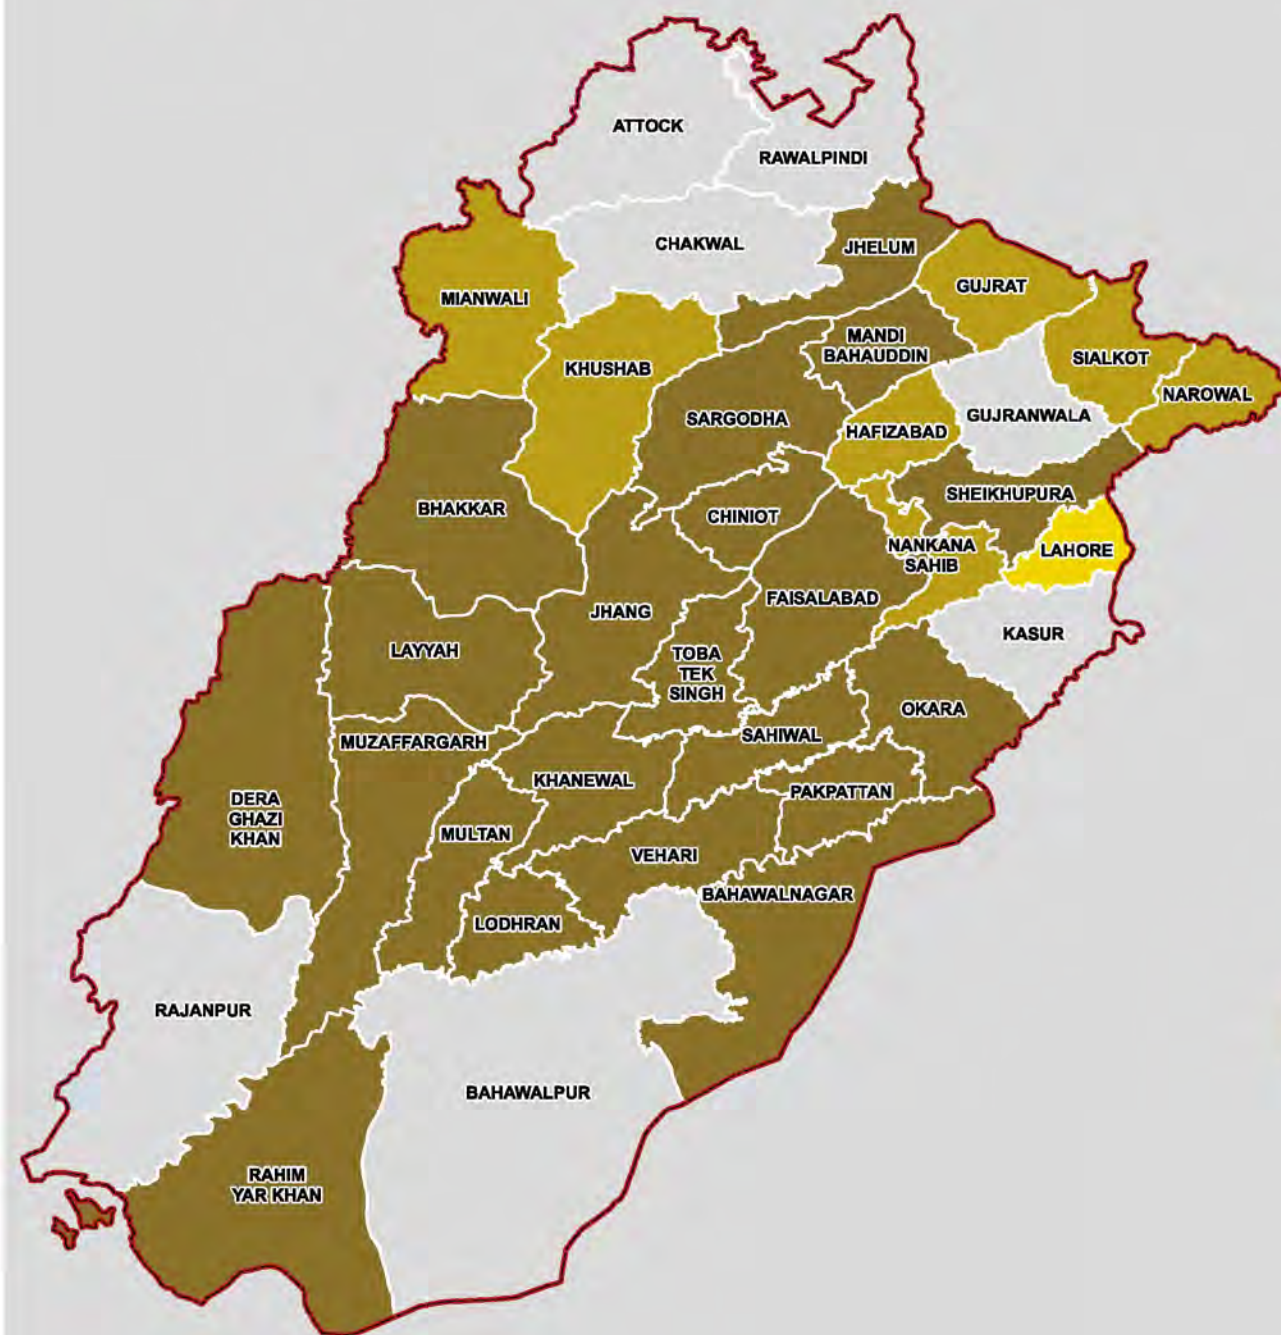 ATTOCK
RAWALPINDI
CHAKWAL
JHELUM
GUJRAT
MIANWALI
MANDI
BAHAUDDIN
SIALKOT
KHUSHAB
NAROWAL
SARGODHA
GUJRANWALA
HAFIZABAD
SHEIKHUPURA
BHAKKAR
CHINIOT
NANKANA
SAHIB
LAHORE
FAISALABAD
JHANG
KASUR
LAYYAH
TOBA
TEK
SINGH
OKARA
SAHIWAL
MUZAFFARGARH
KHANEWAL
PAKPATTAN
DERA
GHAZI
KHAN
MULTAN
VEHARI
BAHAWALNAGAR
LODHRAN
RAJANPUR
BAHAWALPUR
RAHIM
YAR KHAN